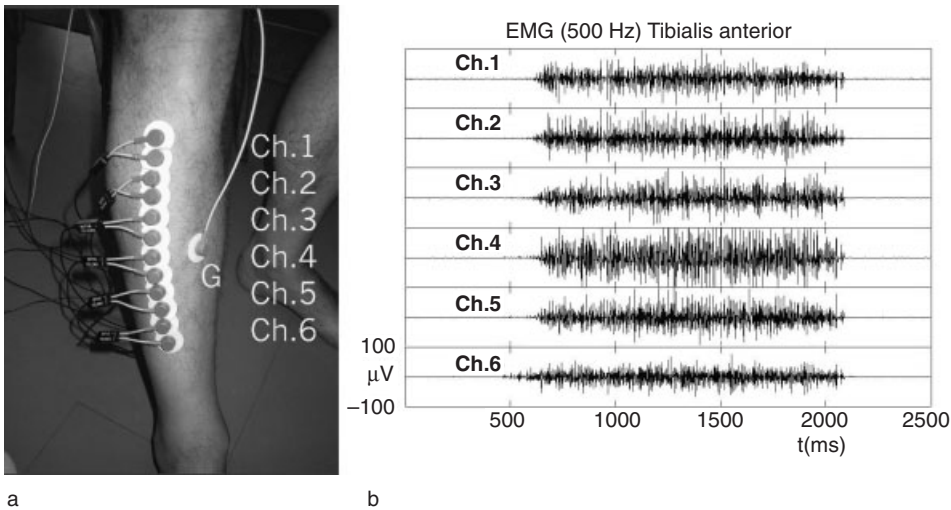 Ch.1
Ch.2
Ch.3
Ch.4
G
Ch.5
Ch.6
a
EMG (500 Hz) Tibialis anterior
Ch.1
Ch.2
Ch.3
Ch.4
Ch.5
Ch.6
100
μV
−100
500 1000 1500 2000 2500
t(ms)
b